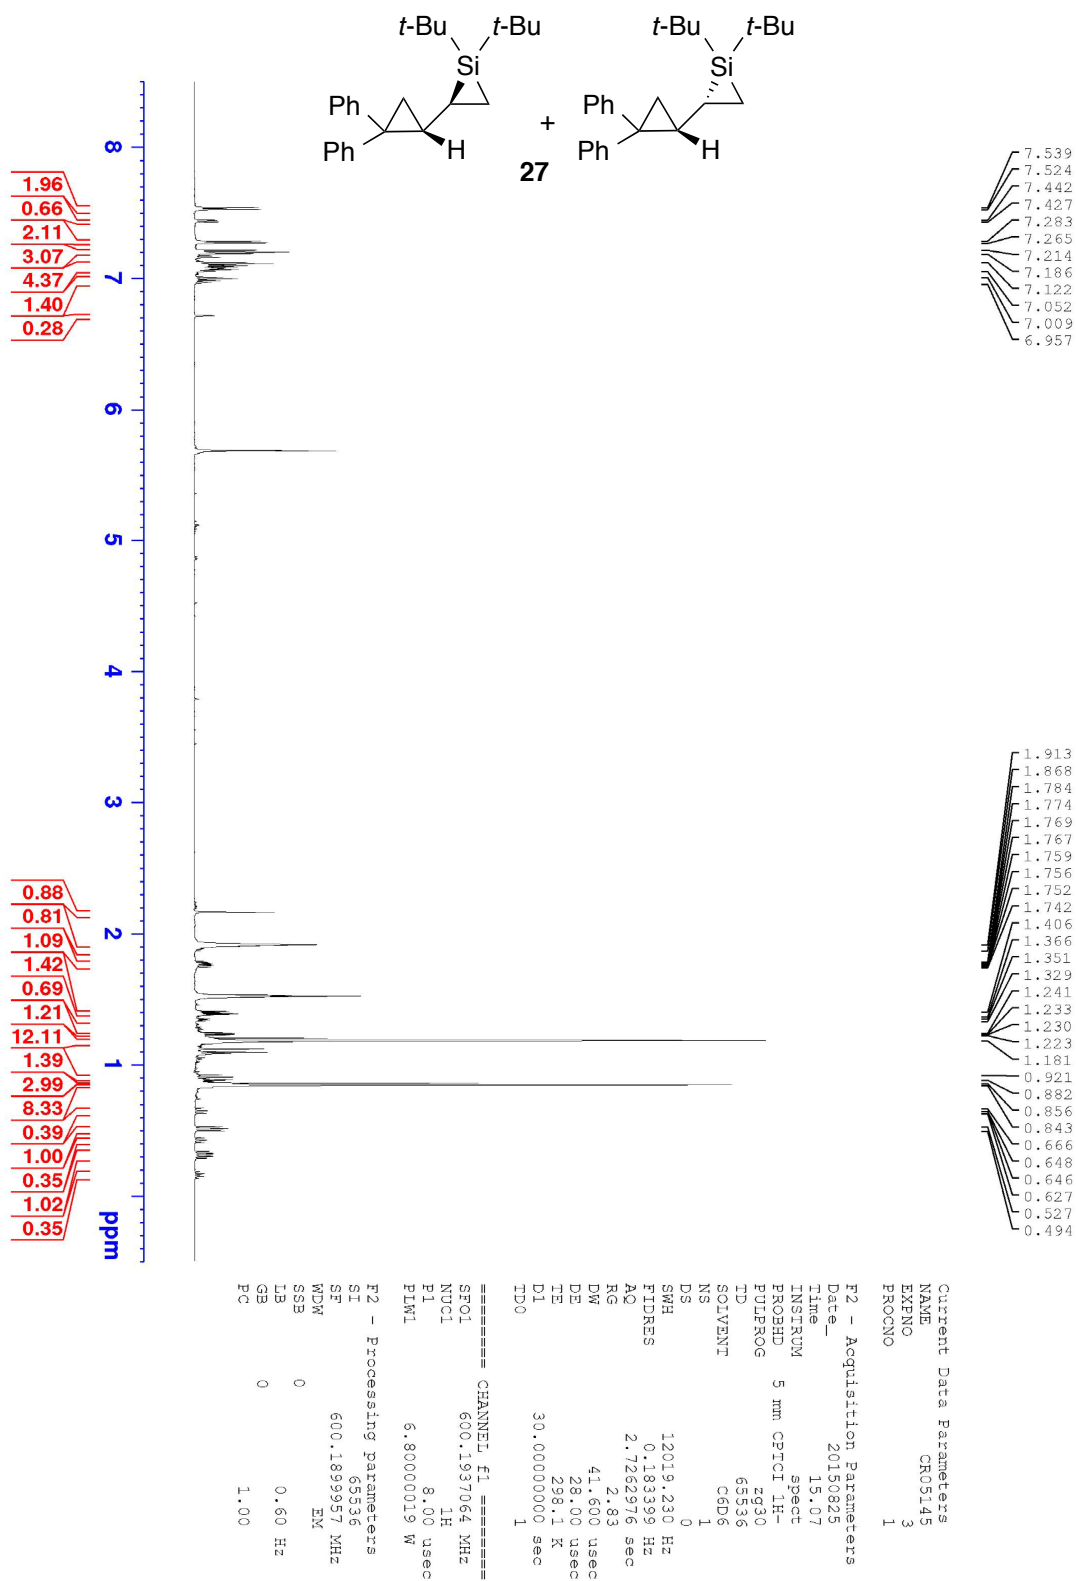 t-Bu t-Bu
Si
Ph
Ph
H
+
t-Bu t-Bu
Si
Ph
Ph
H
27
8
7
6
5
4
3
2
1
ppm
1.96
0.66
2.11
3.07
4.37
1.40
0.28
0.88
0.81
1.09
1.42
0.69
1.21
12.11
1.39
2.99
8.33
0.39
1.00
0.35
1.02
0.35
7.539
7.524
7.442
7.427
7.283
7.265
7.214
7.186
7.122
7.052
7.009
6.957
1.913
1.868
1.784
1.774
1.769
1.767
1.759
1.756
1.752
1.742
1.406
1.366
1.351
1.329
1.241
1.233
1.230
1.223
1.181
0.921
0.882
0.856
0.843
0.666
0.648
0.646
0.627
0.527
0.494
Current Data Parameters
NAME CR05145
EXPNO 3
PROCNO 1
F2 - Acquisition Parameters
Date_ 20150825
Time 15.07
INSTRUM spect
PROBHD 5 mm CPTCI 1H-
PULPROG zg30
TD 65536
SOLVENT C6D6
NS 1
DS 0
SWH 12019.230 Hz
FIDRES 0.183399 Hz
AQ 2.7262976 sec
RG 2.83
DW 41.600 usec
DE 28.00 usec
TE 298.1 K
D1 30.00000000 sec
TD0 1
======== CHANNEL f1 ========
SFO1 600.1937064 MHz
NUC1 1H
P1 8.00 usec
PLW1 6.80000019 W
F2 - Processing parameters
SI 65536
SF 600.1899957 MHz
WDW EM
SSB 0
LB 0.60 Hz
GB 0
PC 1.00